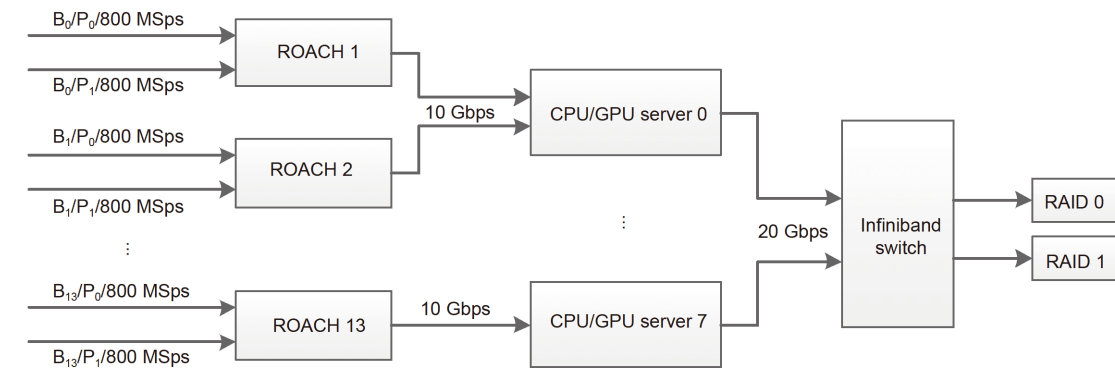 B₀/P₀/800 MSps
ROACH 1
B₀/P₁/800 MSps
10 Gbps
CPU/GPU server 0
B₁/P₀/800 MSps
ROACH 2
B₁/P₁/800 MSps
⋮
⋮
20 Gbps
Infiniband
switch
RAID 0
RAID 1
B₁₃/P₀/800 MSps
ROACH 13
B₁₃/P₁/800 MSps
10 Gbps
CPU/GPU server 7